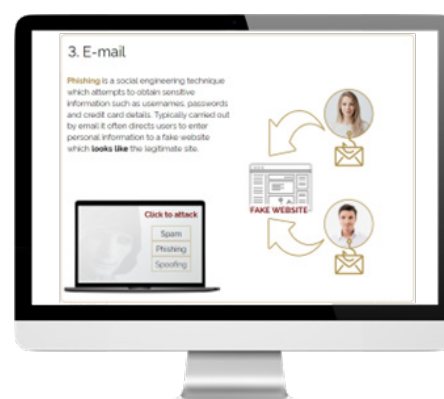 3. E-mail
Phishing is a social engineering technique
which attempts to obtain sensitive
information such as usernames, passwords
and credit card details. Typically carried out
by email it often directs users to enter
personal information to a fake website
which looks like the legitimate site.
FAKE WEBSITE
Click to attack
Spam
Phishing
Spoofing